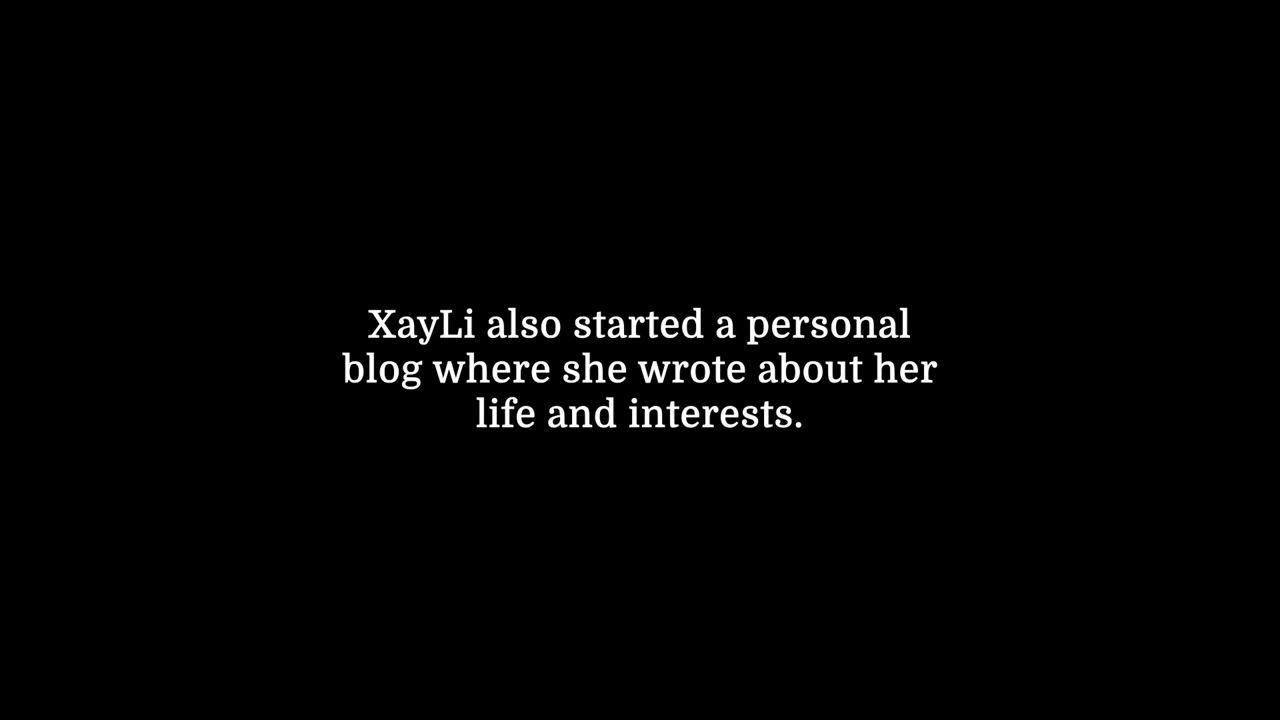 XayLi also started a personal
blog where she wrote about her
life and interests.